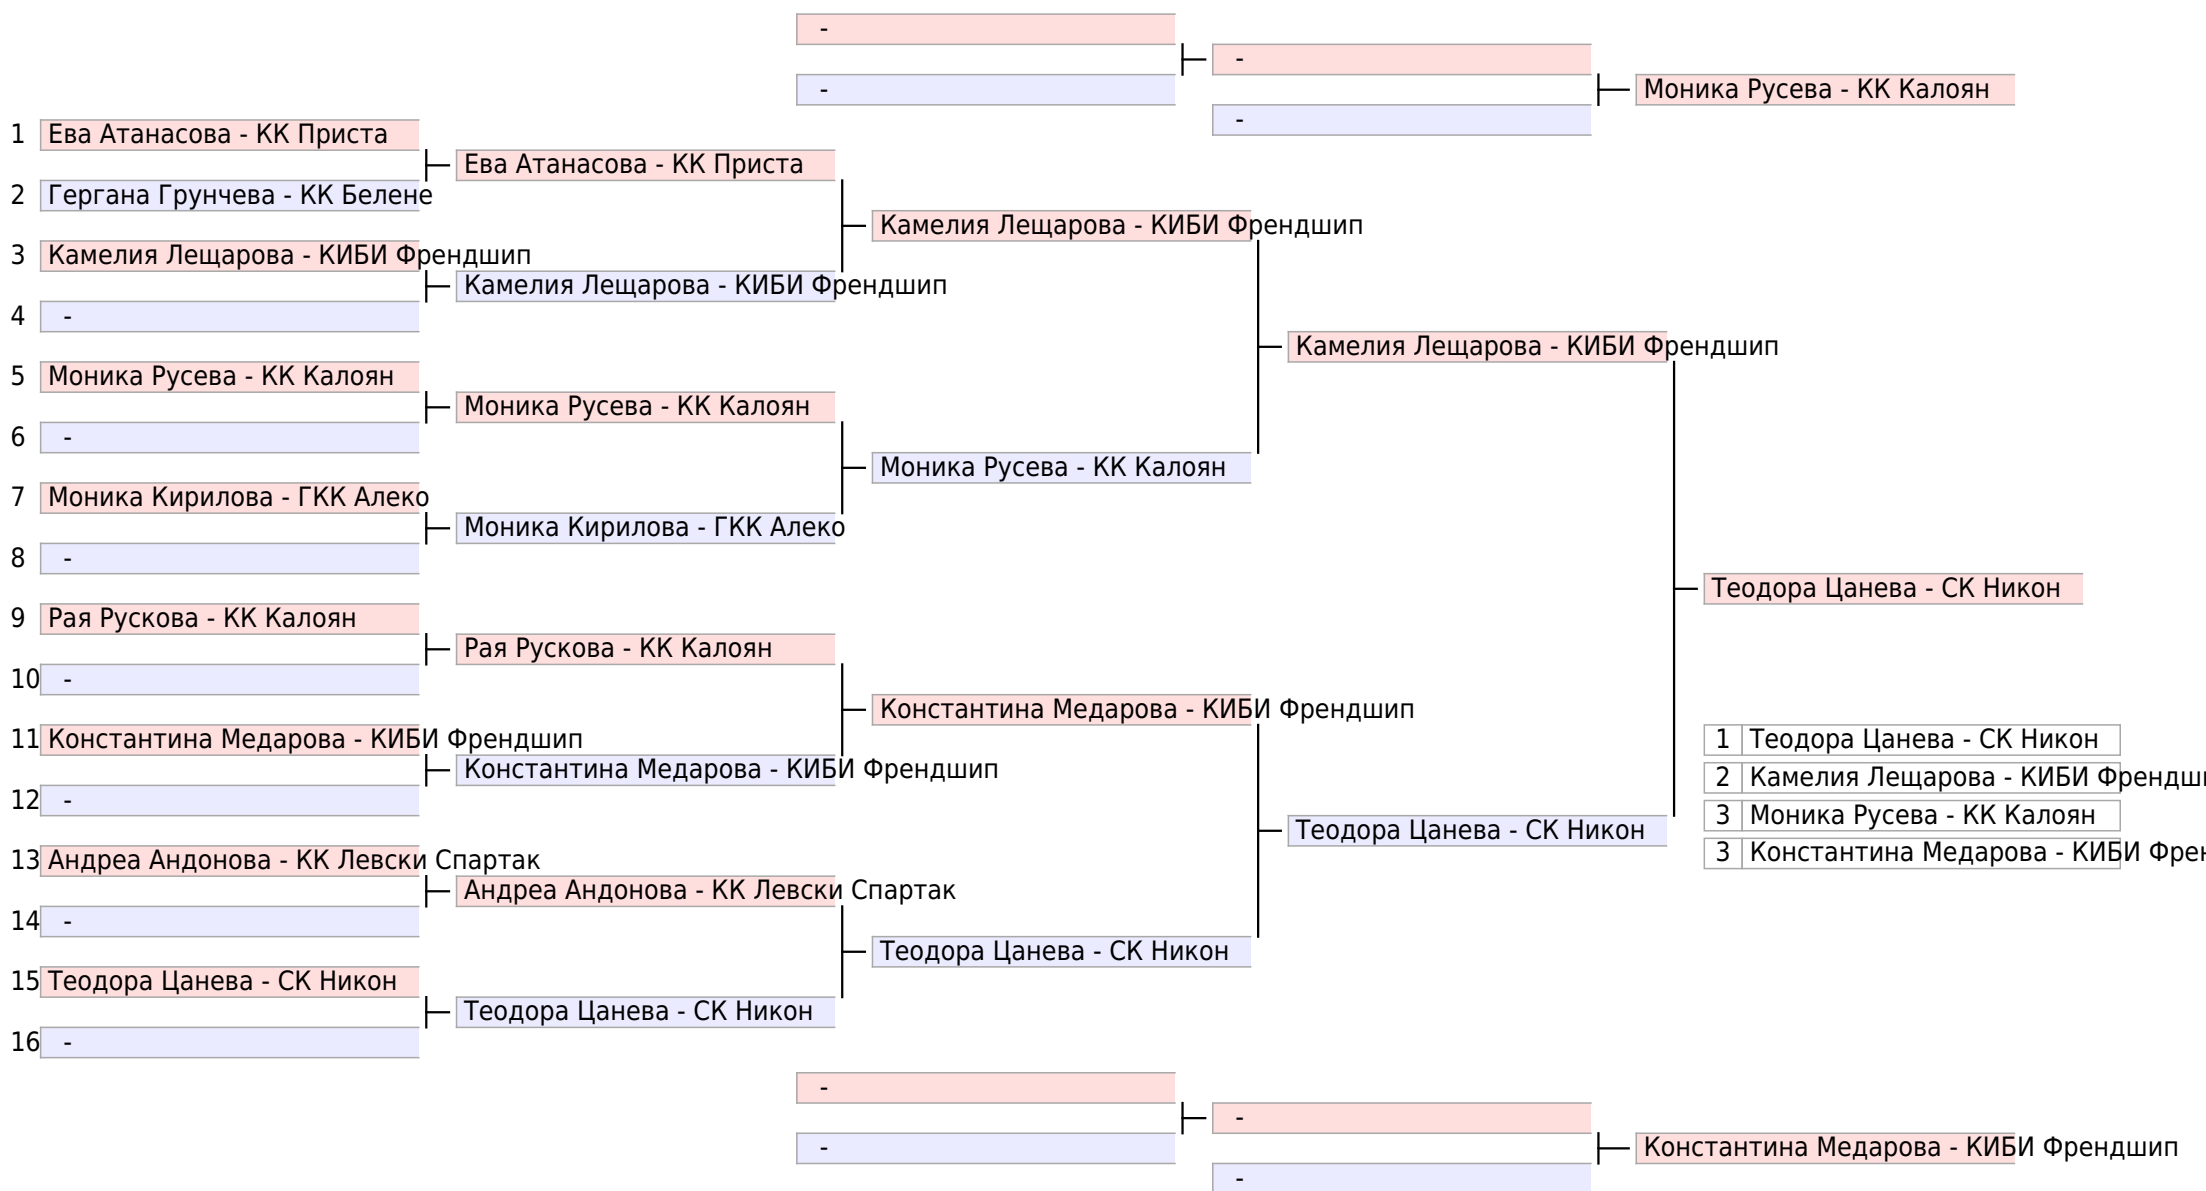 -
-
-
-
Моника Русева - КК Калоян
1 Ева Атанасова - КК Приста
Ева Атанасова - КК Приста
2 Гергана Грунчева - КК Белене
Камелия Лещарова - КИБИ Френдшип
3 Камелия Лещарова - КИБИ Френдшип
Камелия Лещарова - КИБИ Френдшип
4 -
Камелия Лещарова - КИБИ Френдшип
5 Моника Русева - КК Калоян
Моника Русева - КК Калоян
6 -
Моника Русева - КК Калоян
7 Моника Кирилова - ГКК Алеко
Моника Кирилова - ГКК Алеко
8 -
Теодора Цанева - СК Никон
9 Рая Рускова - КК Калоян
Рая Рускова - КК Калоян
10 -
Константина Медарова - КИБИ Френдшип
11 Константина Медарова - КИБИ Френдшип
Константина Медарова - КИБИ Френдшип
12 -
1 Теодора Цанева - СК Никон
2 Камелия Лещарова - КИБИ
3 Моника Русева - КК Калоян
3 Константина Медарова - КИБИ
Теодора Цанева - СК Никон
13 Андреа Андонова - КК Левски Спартак
Андреа Андонова - КК Левски Спартак
14 -
Теодора Цанева - СК Никон
15 Теодора Цанева - СК Никон
Теодора Цанева - СК Никон
16 -
-
-
-
-
Константина Медарова - КИБИ Френдшип